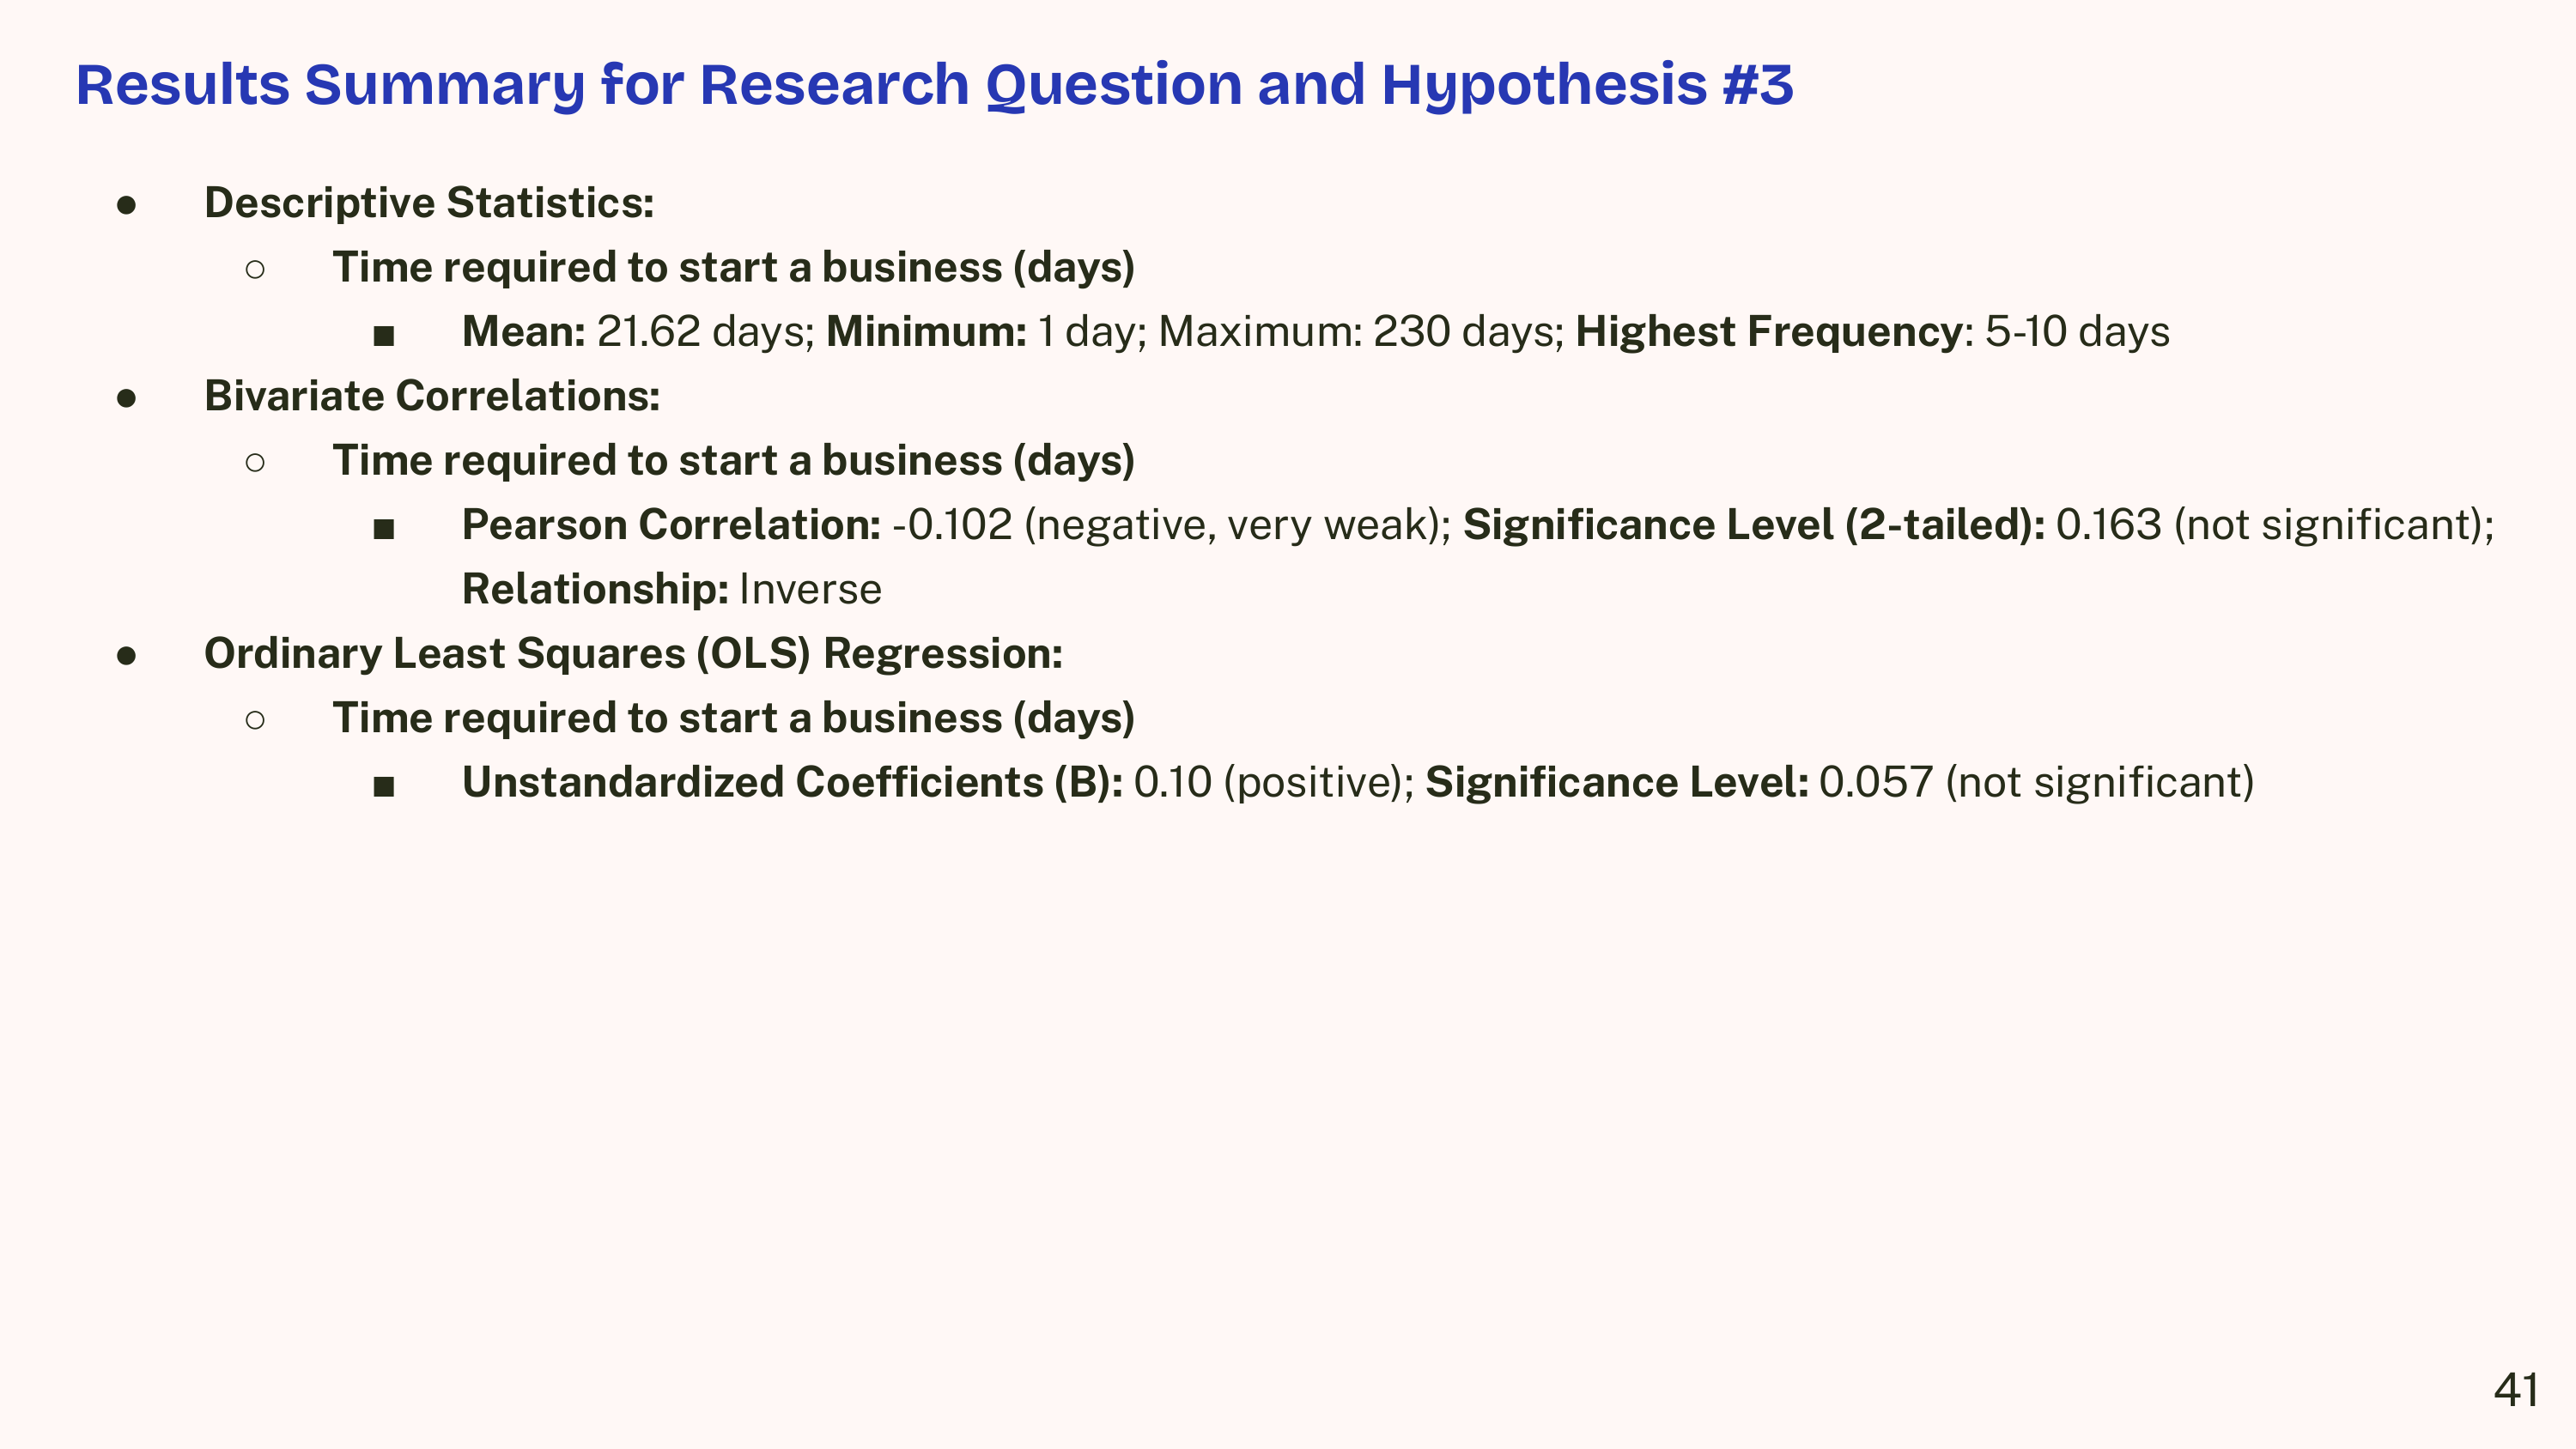 Results Summary for Research Question and Hypothesis #3
● Descriptive Statistics:
○ Time required to start a business (days)
■ Mean: 21.62 days; Minimum: 1 day; Maximum: 230 days; Highest Frequency: 5-10 days
● Bivariate Correlations:
○ Time required to start a business (days)
■ Pearson Correlation: -0.102 (negative, very weak); Significance Level (2-tailed): 0.163 (not significant);
Relationship: Inverse
● Ordinary Least Squares (OLS) Regression:
○ Time required to start a business (days)
■ Unstandardized Coefficients (B): 0.10 (positive); Significance Level: 0.057 (not significant)
41